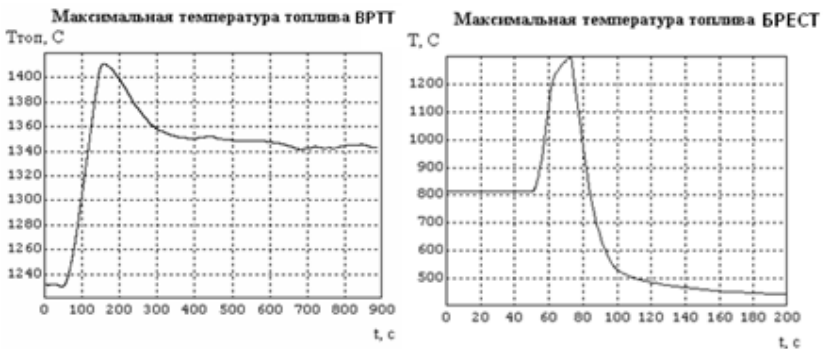 Максимальная температура топлива ВРТТ
Tтоп, С
1400
1380
1360
1340
1320
1300
1280
1260
1240
0 100 200 300 400 500 600 700 800 900
t, c
Максимальная температура топлива БРЕСТ
T, С
1200
1000
900
800
700
600
500
0 20 40 60 80 100 120 140 160 180 200
t, c